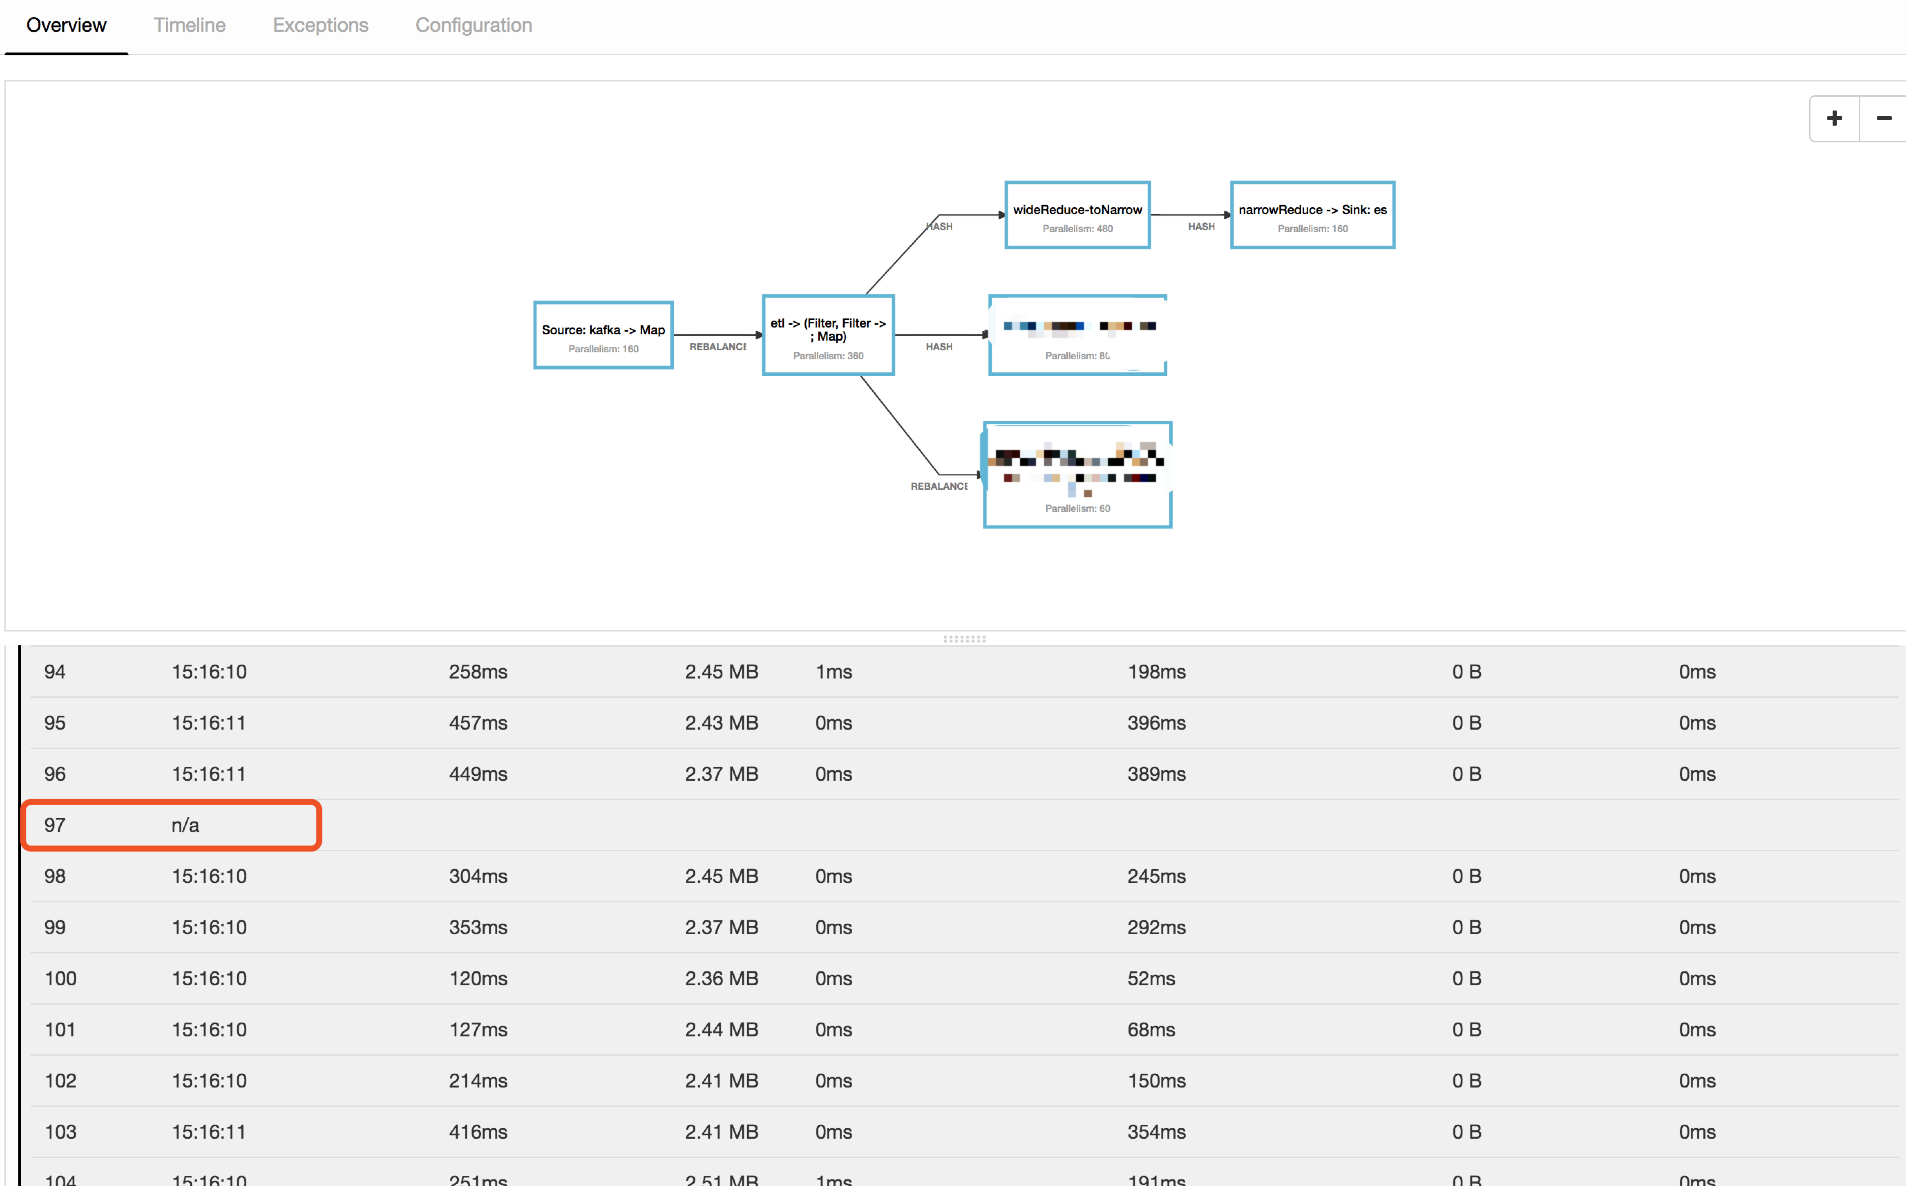 Overview Timeline Exceptions Configuration
+ −
wideReduce-toNarrow
Parallelism: 480
narrowReduce -> Sink: es
Parallelism: 160
HASH
HASH
Source: kafka -> Map
Parallelism: 160
REBALANCE
etl -> (Filter, Filter ->
; Map)
Parallelism: 360
HASH
Parallelism: 80
REBALANCE
Parallelism: 60
94 15:16:10 258ms 2.45 MB 1ms 198ms 0 B 0ms
95 15:16:11 457ms 2.43 MB 0ms 396ms 0 B 0ms
96 15:16:11 449ms 2.37 MB 0ms 389ms 0 B 0ms
97 n/a
98 15:16:10 304ms 2.45 MB 0ms 245ms 0 B 0ms
99 15:16:10 353ms 2.37 MB 0ms 292ms 0 B 0ms
100 15:16:10 120ms 2.36 MB 0ms 52ms 0 B 0ms
101 15:16:10 127ms 2.44 MB 0ms 68ms 0 B 0ms
102 15:16:10 214ms 2.41 MB 0ms 150ms 0 B 0ms
103 15:16:11 416ms 2.41 MB 0ms 354ms 0 B 0ms
104 15:16:10 251ms 2.51 MB 1ms 191ms 0 B 0ms